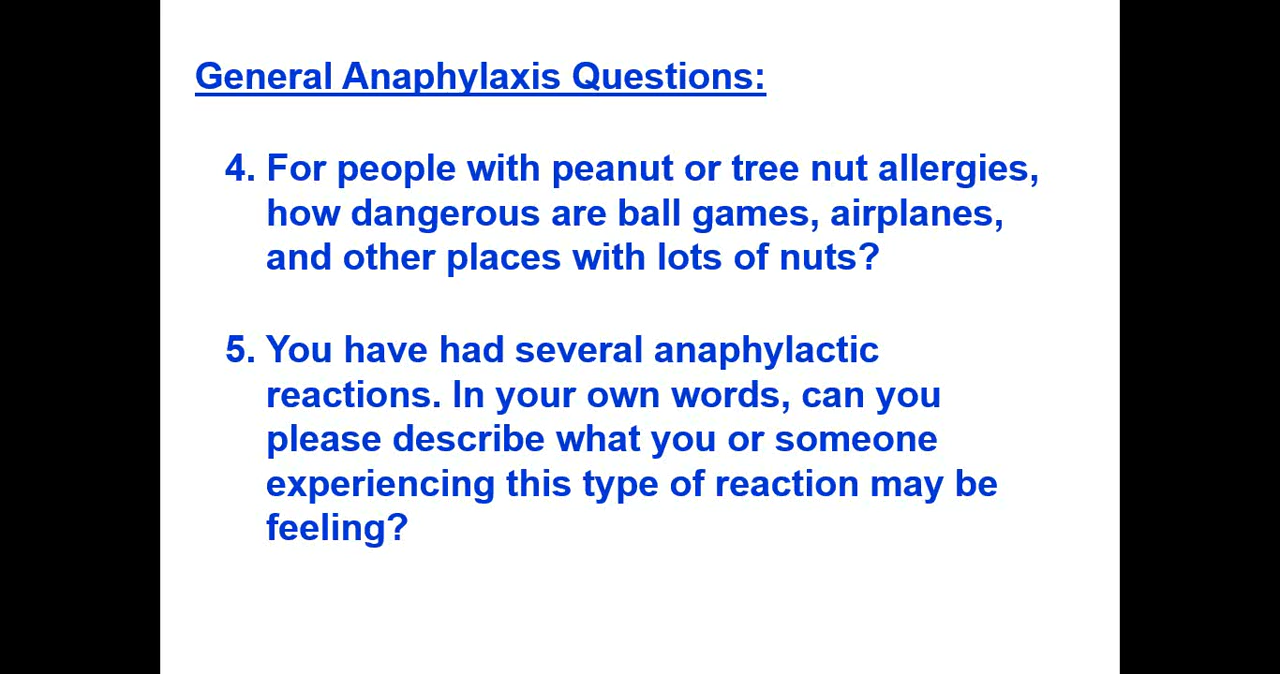 General Anaphylaxis Questions:
4. For people with peanut or tree nut allergies,
how dangerous are ball games, airplanes,
and other places with lots of nuts?
5. You have had several anaphylactic
reactions. In your own words, can you
please describe what you or someone
experiencing this type of reaction may be
feeling?